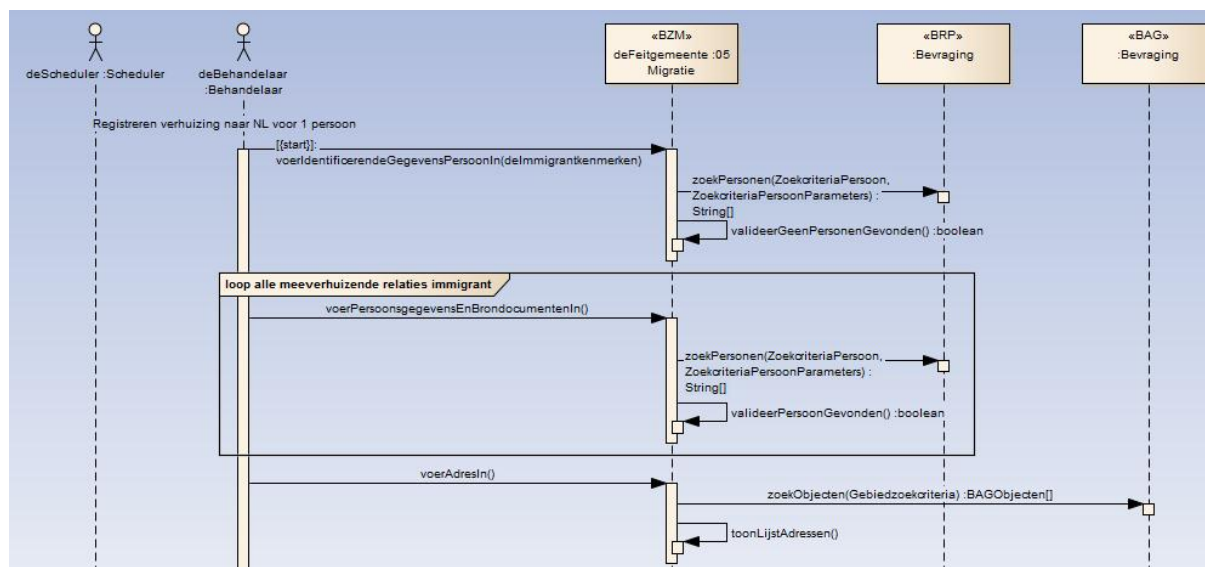 «BZM»
«BRP»
«BAG»
deFeitgemeente :05
:Bevraging
:Bevraging
deScheduler :Scheduler
deBehandelaar
Migratie
:Behandelaar
Registreren verhuizing naar NL voor 1 persoon
[{start}]:
voerIdentificerendeGegevensPersoonIn(deImmigrantkenmerken)
zoekPersonen(ZoekcriteriaPersoon,
ZoekcriteriaPersoonParameters) :
String[]
valideerGeenPersonenGevonden() :boolean
loop alle meeverhuizende relaties immigrant
voerPersoonsgegevensEnBrondocumentenIn()
zoekPersonen(ZoekcriteriaPersoon,
ZoekcriteriaPersoonParameters) :
String[]
valideerPersoonGevonden() :boolean
voerAdresIn()
zoekObjecten(Gebiedzoekcriteria) :BAGObjecten[]
toonLijstAdressen()